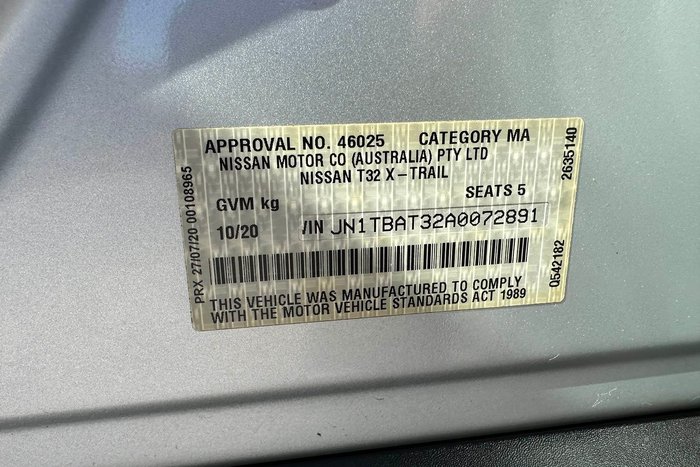 APPROVAL NO. 46025 CATEGORY MA
NISSAN MOTOR CO (AUSTRALIA) PTY LTD
NISSAN T32 X-TRAIL
GVM kg SEATS 5
10/20 VIN JN1TBAT32A0072891
THIS VEHICLE WAS MANUFACTURED TO COMPLY
WITH THE MOTOR VEHICLE STANDARDS ACT 1989
PRX 27/07/20 00108965
2635140
Q542182